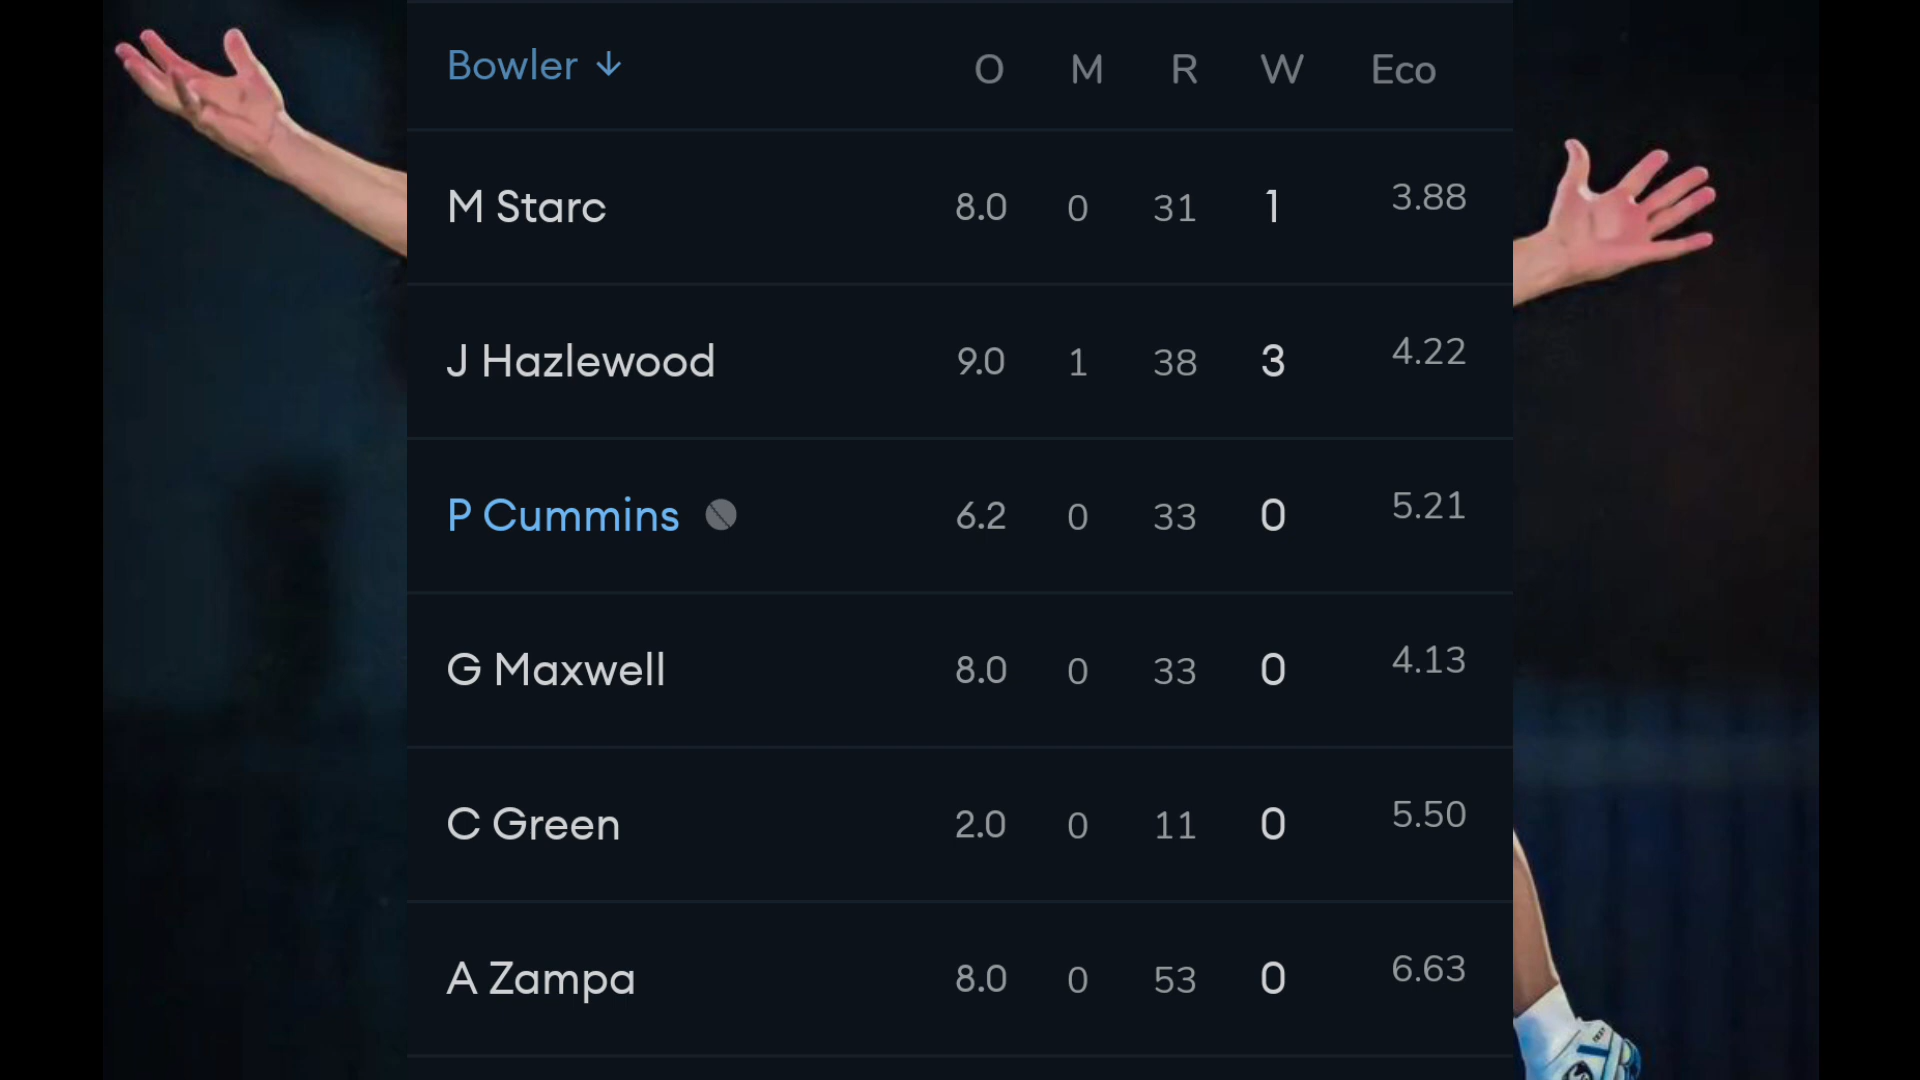 Bowler ↓ O M R W Eco
M Starc 8.0 0 31 1 3.88
J Hazlewood 9.0 1 38 3 4.22
P Cummins 6.2 0 33 0 5.21
G Maxwell 8.0 0 33 0 4.13
C Green 2.0 0 11 0 5.50
A Zampa 8.0 0 53 0 6.63